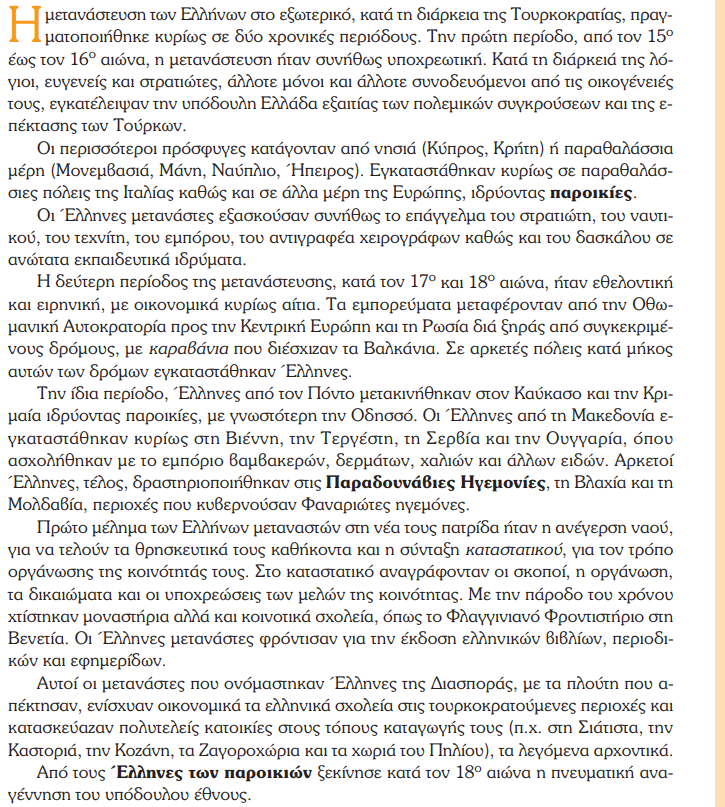 Η μετανάστευση των Ελλήνων στο εξωτερικό, κατά τη διάρκεια της Τουρκοκρατίας, πραγ-
ματοποιήθηκε κυρίως σε δύο χρονικές περιόδους. Την πρώτη περίοδο, από τον 15ο
έως τον 16ο αιώνα, η μετανάστευση ήταν συνήθως υποχρεωτική. Κατά τη διάρκειά της λό-
γιοι, ευγενείς και στρατιώτες, άλλοτε μόνοι και άλλοτε συνοδευόμενοι από τις οικογένειές
τους, εγκατέλειψαν την υπόδουλη Ελλάδα εξαιτίας των πολεμικών συγκρούσεων και της ε-
πέκτασης των Τούρκων.
Οι περισσότεροι πρόσφυγες κατάγονταν από νησιά (Κύπρος, Κρήτη) ή παραθαλάσσια
μέρη (Μονεμβασιά, Μάνη, Ναύπλιο, Ήπειρος). Εγκαταστάθηκαν κυρίως σε παραθαλάσ-
σιες πόλεις της Ιταλίας καθώς και σε άλλα μέρη της Ευρώπης, ιδρύοντας παροικίες.
Οι Έλληνες μετανάστες εξασκούσαν συνήθως το επάγγελμα του στρατιώτη, του ναυτι-
κού, του τεχνίτη, του εμπόρου, του αντιγραφέα χειρογράφων καθώς και του δασκάλου σε
ανώτατα εκπαιδευτικά ιδρύματα.
Η δεύτερη περίοδος της μετανάστευσης, κατά τον 17ο και 18ο αιώνα, ήταν εθελοντική
και ειρηνική, με οικονομικά κυρίως αίτια. Τα εμπορεύματα μεταφέρονταν από την Οθω-
μανική Αυτοκρατορία προς την Κεντρική Ευρώπη και τη Ρωσία διά ξηράς από συγκεκριμέ-
νους δρόμους, με καραβάνια που διέσχιζαν τα Βαλκάνια. Σε αρκετές πόλεις κατά μήκος
αυτών των δρόμων εγκαταστάθηκαν Έλληνες.
Την ίδια περίοδο, Έλληνες από τον Πόντο μετακινήθηκαν στον Καύκασο και την Κρι-
μαία ιδρύοντας παροικίες, με γνωστότερη την Οδησσό. Οι Έλληνες από τη Μακεδονία ε-
γκαταστάθηκαν κυρίως στη Βιέννη, την Τεργέστη, τη Σερβία και την Ουγγαρία, όπου
ασχολήθηκαν με το εμπόριο βαμβακερών, δερμάτων, χαλιών και άλλων ειδών. Αρκετοί
Έλληνες, τέλος, δραστηριοποιήθηκαν στις Παραδουνάβιες Ηγεμονίες, τη Βλαχία και τη
Μολδαβία, περιοχές που κυβερνούσαν Φαναριώτες ηγεμόνες.
Πρώτο μέλημα των Ελλήνων μεταναστών στη νέα τους πατρίδα ήταν η ανέγερση ναού,
για να τελούν τα θρησκευτικά τους καθήκοντα και η σύνταξη καταστατικού, για τον τρόπο
οργάνωσης της κοινότητάς τους. Στο καταστατικό αναγράφονταν οι σκοποί, η οργάνωση,
τα δικαιώματα και οι υποχρεώσεις των μελών της κοινότητας. Με την πάροδο του χρόνου
χτίστηκαν μοναστήρια αλλά και κοινοτικά σχολεία, όπως το Φλαγγινιανό Φροντιστήριο στη
Βενετία. Οι Έλληνες μετανάστες φρόντισαν για την έκδοση ελληνικών βιβλίων, περιοδι-
κών και εφημερίδων.
Αυτοί οι μετανάστες που ονόμαστηκαν Έλληνες της Διασποράς, με τα πλούτη που α-
πέκτησαν, ενίσχυαν οικονομικά τα ελληνικά σχολεία στις τουρκοκρατούμενες περιοχές και
κατασκεύαζαν πολυτελείς κατοικίες στους τόπους καταγωγής τους (π.χ. στη Σιάτιστα, την
Καστοριά, την Κοζάνη, τα Ζαγοροχώρια και τα χωριά του Πηλίου), τα λεγόμενα αρχοντικά.
Από τους Έλληνες των παροικιών ξεκίνησε κατά τον 18ο αιώνα η πνευματική ανα-
γέννηση του υπόδουλου έθνους.